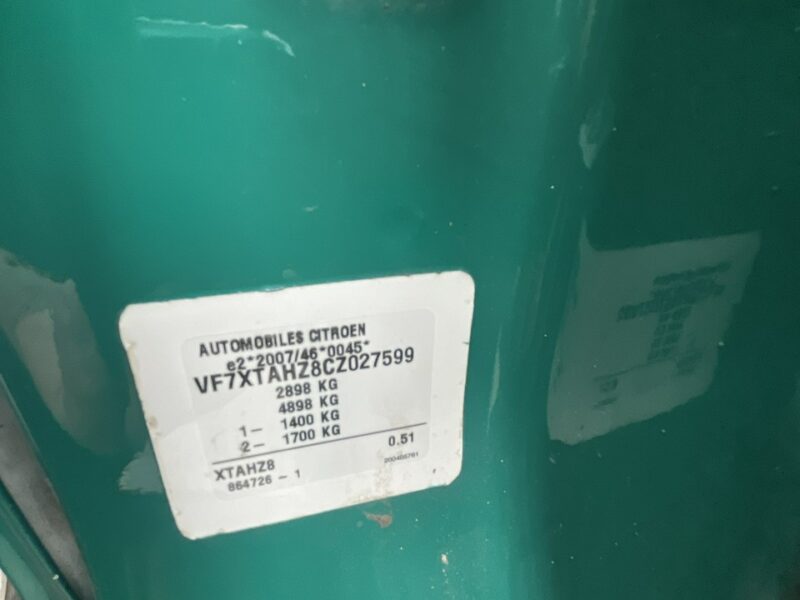 AUTOMOBILES CITROEN
e2*2007/46*0045*
VF7XTAHZ8CZ027599
2898 KG
4898 KG
1- 1400 KG
2- 1700 KG
0.51
XTAHZ8
864726 - 1